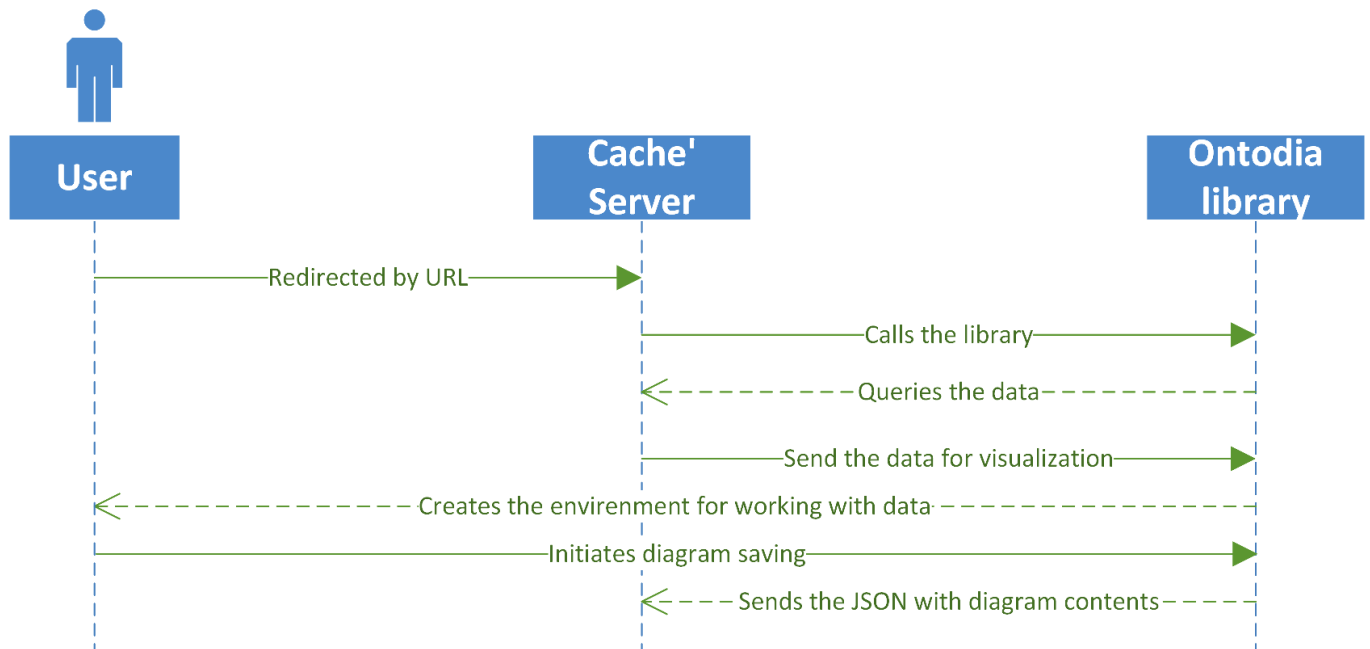 User
Cache'
Server
Ontodia
library
Redirected by URL
Calls the library
Queries the data
Send the data for visualization
Creates the envirenment for working with data
Initiates diagram saving
Sends the JSON with diagram contents